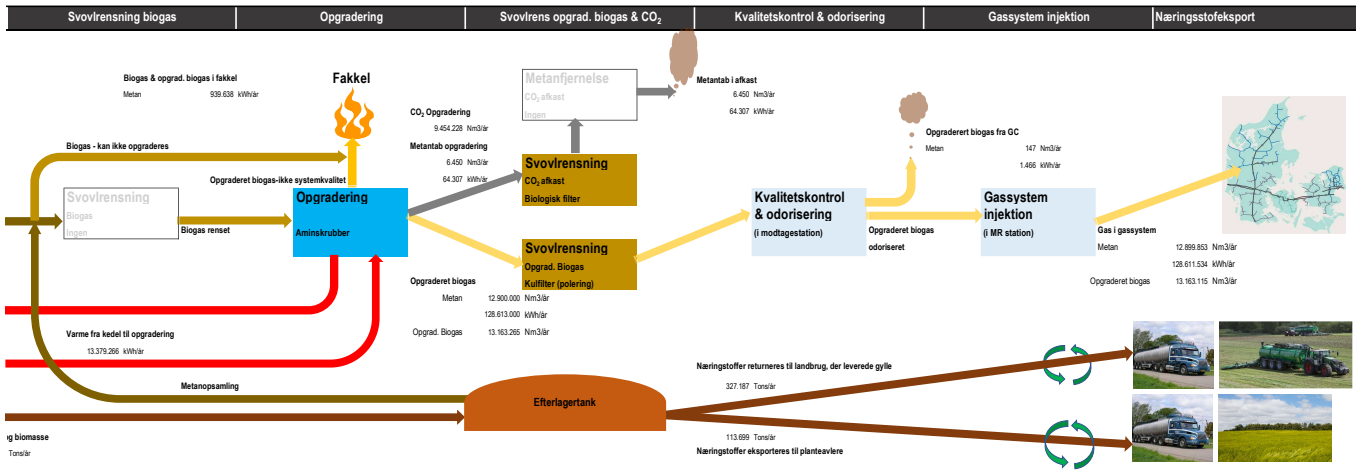 Svovlrensning biogas
Opgradering
Svovlrens opgrad. biogas & CO2
Kvalitetskontrol & odorisering
Gassystem injektion
Næringsstofeksport
Biogas & opgrad. biogas i fakkel
Metan 939.638 kWh/år
Fakkel
Biogas - kan ikke opgraderes
Opgraderet biogas-ikke systemkvalitet
Svovlrensning
Biogas
Ingen
Biogas renset
Opgradering
Aminskrubber
CO2 Opgradering
9.454.228 Nm3/år
Metantab opgradering
6.450 Nm3/år
64.307 kWh/år
Metanfjernelse
CO2 afkast
Ingen
Svovlrensning
CO2 afkast
Biologisk filter
Svovlrensning
Opgrad. Biogas
Kulfilter (polering)
Metantab i afkast
6.450 Nm3/år
64.307 kWh/år
Opgraderet biogas
Metan 12.900.000 Nm3/år
128.613.000 kWh/år
Opgrad. Biogas 13.163.265 Nm3/år
Kvalitetskontrol
& odorisering
(i modtagestation)
Opgraderet biogas
odoriseret
Opgraderert biogas fra GC
Metan 147 Nm3/år
1.466 kWh/år
Gassystem
injektion
(i MR station)
Gas i gassystem
Metan 12.899.853 Nm3/år
128.611.534 kWh/år
Opgraderet biogas 13.163.115 Nm3/år
Varme fra kedel til opgradering
13.379.266 kWh/år
Metanopsamling
Efterlagertank
Næringstoffer returneres til landbrug, der leverede gylle
327.187 Tons/år
113.699 Tons/år
Næringstoffer eksporteres til planteavlere
g biomasse
Tons/år